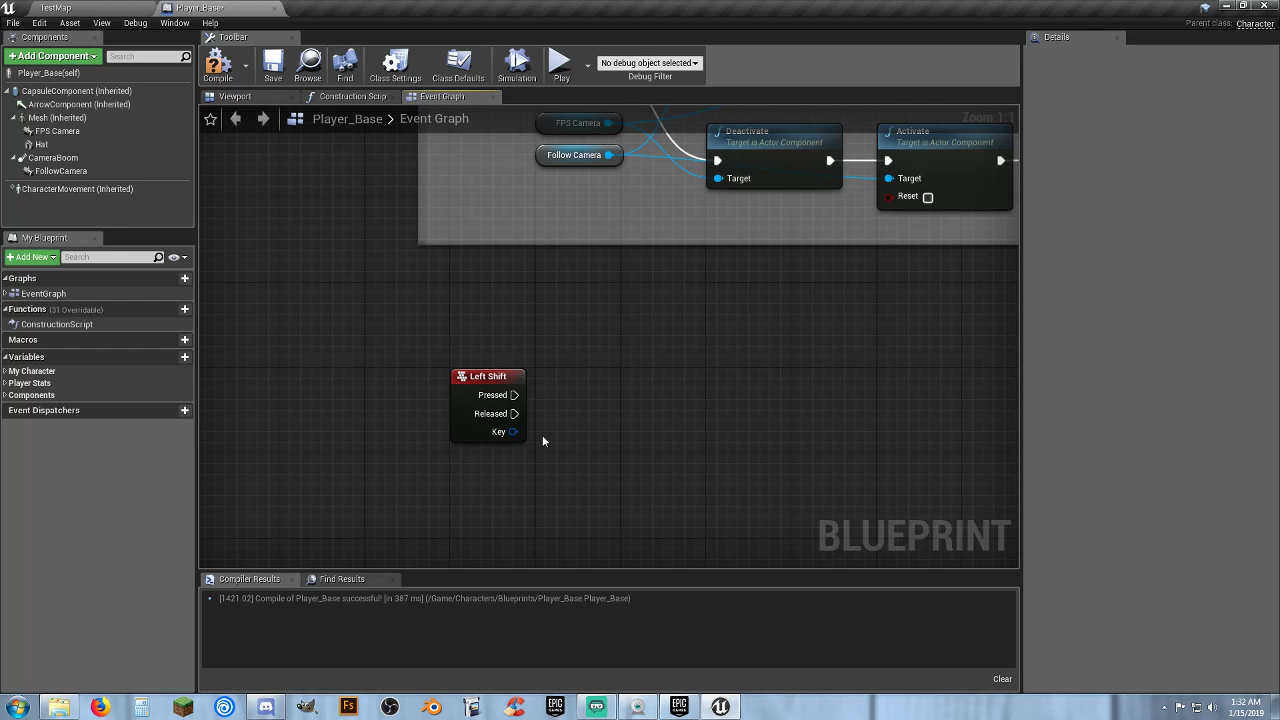 TestMap
Player_Base*
File Edit Asset View Debug Window Help
Parent class: Character
Components
Toolbar
Details
+ Add Component
Search
Compile
Save
Browse
Find
Class Settings
Class Defaults
Simulation
Play
No debug object selected
Debug Filter
Player_Base(self)
CapsuleComponent (Inherited)
ArrowComponent (Inherited)
Mesh (Inherited)
FPS Camera
Hat
CameraBoom
FollowCamera
CharacterMovement (Inherited)
Viewport
Construction Scrip
Event Graph
Player_Base > Event Graph
Zoom 1:1
FPS Camera
Follow Camera
Deactivate
Target is Actor Component
Target
Activate
Target is Actor Component
Target
Reset
My Blueprint
+ Add New
Search
Graphs
EventGraph
Functions (31 Overridable)
ConstructionScript
Macros
Variables
My Character
Player Stats
Components
Event Dispatchers
Left Shift
Pressed
Released
Key
BLUEPRINT
Compiler Results
Find Results
[1421.02] Compile of Player_Base successful! [in 387 ms] (/Game/Characters/Blueprints/Player_Base.Player_Base)
Clear
Fs
EPIC GAMES
EPIC GAMES
1:32 AM
1/15/2019